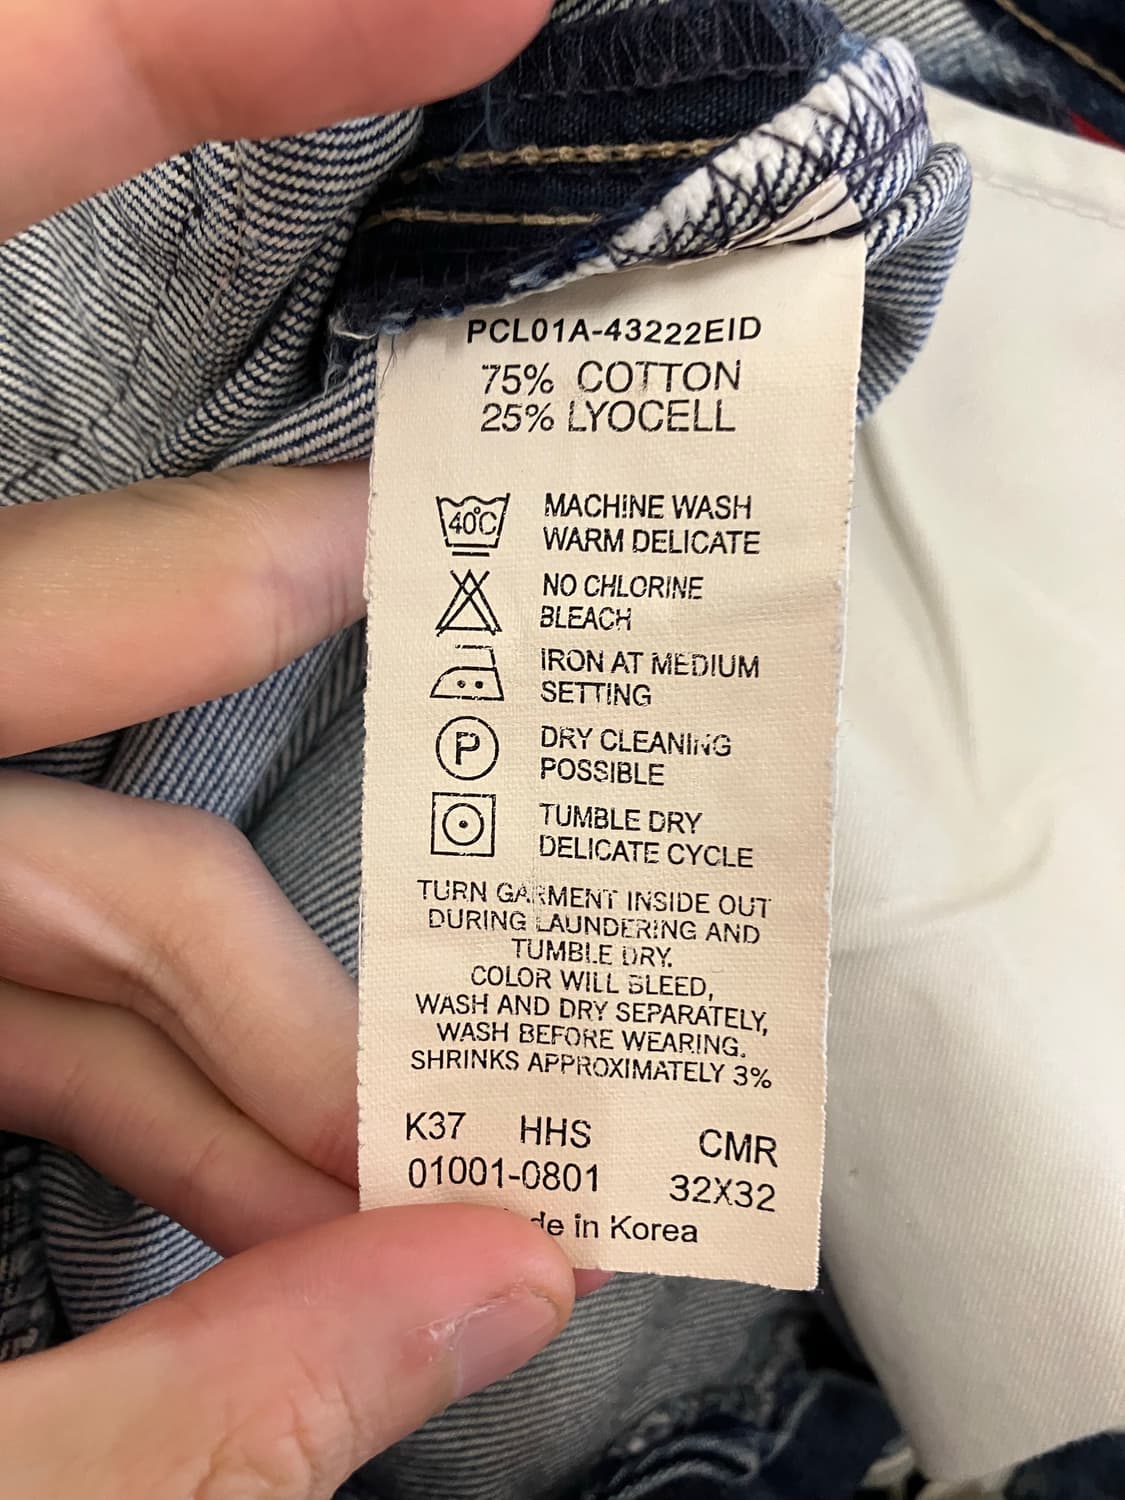 PCL01A-43222EID
75% COTTON
25% LYOCELL
40°C
MACHINE WASH
WARM DELICATE
NO CHLORINE
BLEACH
IRON AT MEDIUM
SETTING
P
DRY CLEANING
POSSIBLE
TUMBLE DRY
DELICATE CYCLE
TURN GARMENT INSIDE OUT
DURING LAUNDERING AND
TUMBLE DRY.
COLOR WILL BLEED,
WASH AND DRY SEPARATELY,
WASH BEFORE WEARING.
SHRINKS APPROXIMATELY 3%
K37 HHS CMR
01001-0801 32X32
de in Korea